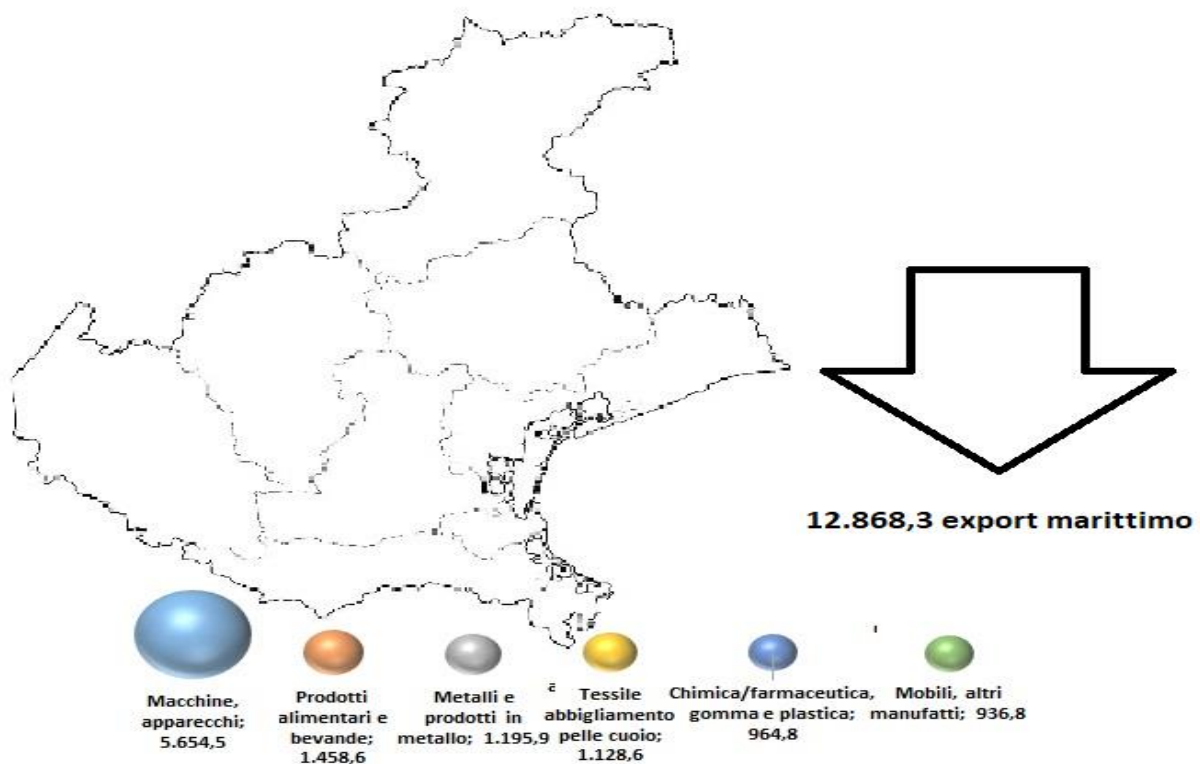 12.868,3 export marittimo
Macchine,
apparecchi;
5.654,5
Prodotti
alimentari e
bevande;
1.458,6
Metalli e
prodotti in
metallo; 1.195,9
Tessile
abbigliamento
pelle cuoio;
1.128,6
Chimica/farmaceutica,
gomma e plastica;
964,8
Mobili, altri
manufatti; 936,8